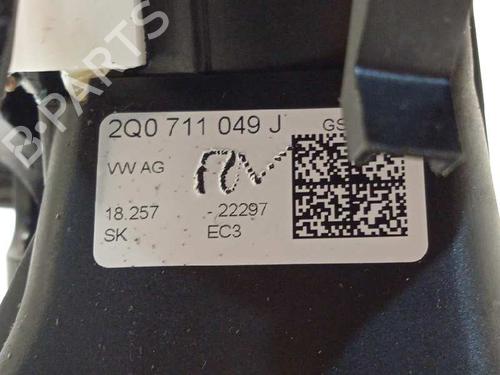 B-PARTS
2Q0 711 049 J GS
VW AG
18.257 - 22297
SK EC3